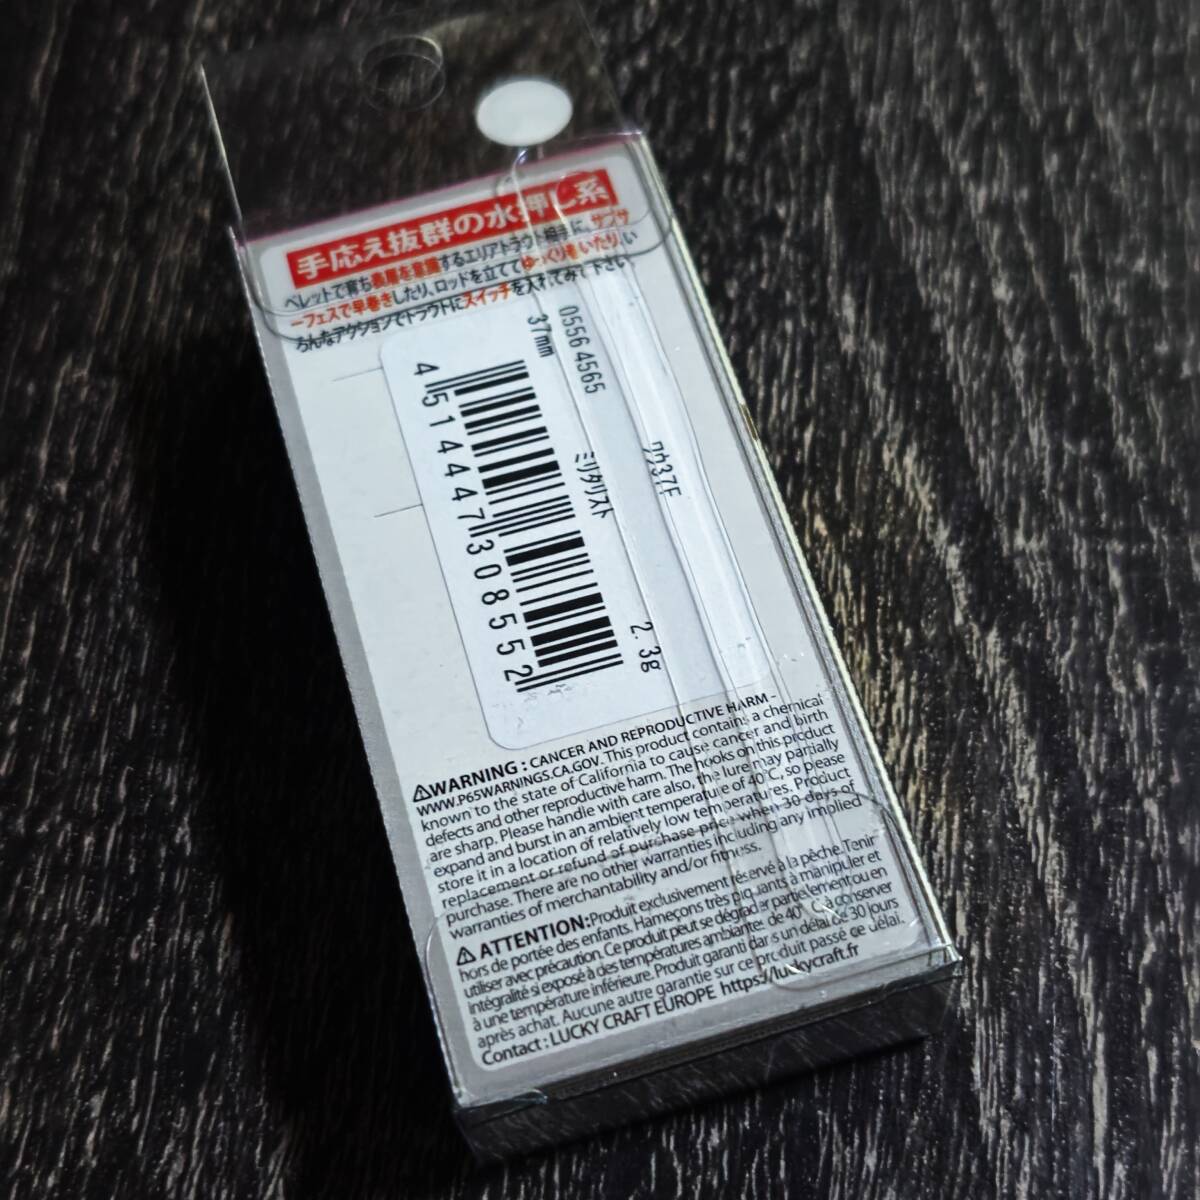 手応え抜群の水押し系
ペレットで育ち表層を意識するエリアトラウト相手に、サブサ
ーフェスで早巻きしたり、ロッドを立ててゆっくり巻いたり、い
ろんなアクションでトラウトにスイッチを入れてみて下さい
0556 4565
37mm
ワウ37F
ミリタリスト
2.3g
4 514447 308552
⚠WARNING : CANCER AND REPRODUCTIVE HARM -
WWW.P65WARNINGS.CA.GOV. This product contains a chemical
known to the state of California to cause cancer and birth
defects and other reproductive harm. The hooks on this product
are sharp. Please handle with care also, the lure may partially
expand and burst in an ambient temperature of 40°C, so please
store it in a location of relatively low temperatures. Product
replacement or refund of purchase price when 30 days of
purchase. There are no other warranties including any implied
warranties of merchantability and/or fitness.
⚠ATTENTION:Produit exclusivement réservé à la pêche. Tenir
hors de portée des enfants. Hameçons très piquants à manipuler et
utiliser avec précaution. Ce produit peut se dégrader partiellement ou en
intégralité si exposé à des températures ambiantes de 40° C, à conserver
à une température inférieure. Produit garanti dans un délai de 30 jours
après achat. Aucune autre garantie sur ce produit passé ce délai.
Contact : LUCKY CRAFT EUROPE https://luckycraft.fr